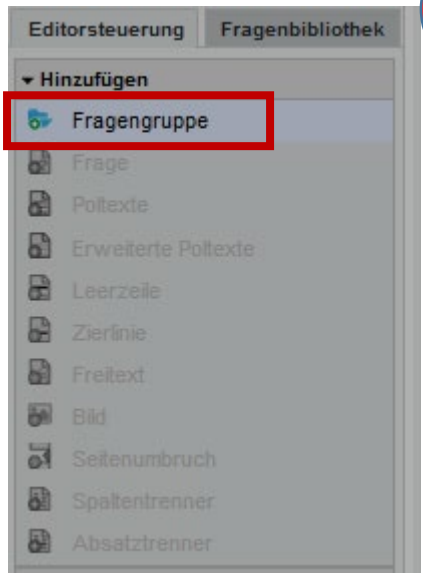 Editorsteuerung Fragenbibliothek
Hinzufügen
Fragengruppe
Frage
Poltexte
Erweiterte Poltexte
Leerzeile
Zierlinie
Freitext
Bild
Seitenumbruch
Spaltentrenner
Absatztrenner